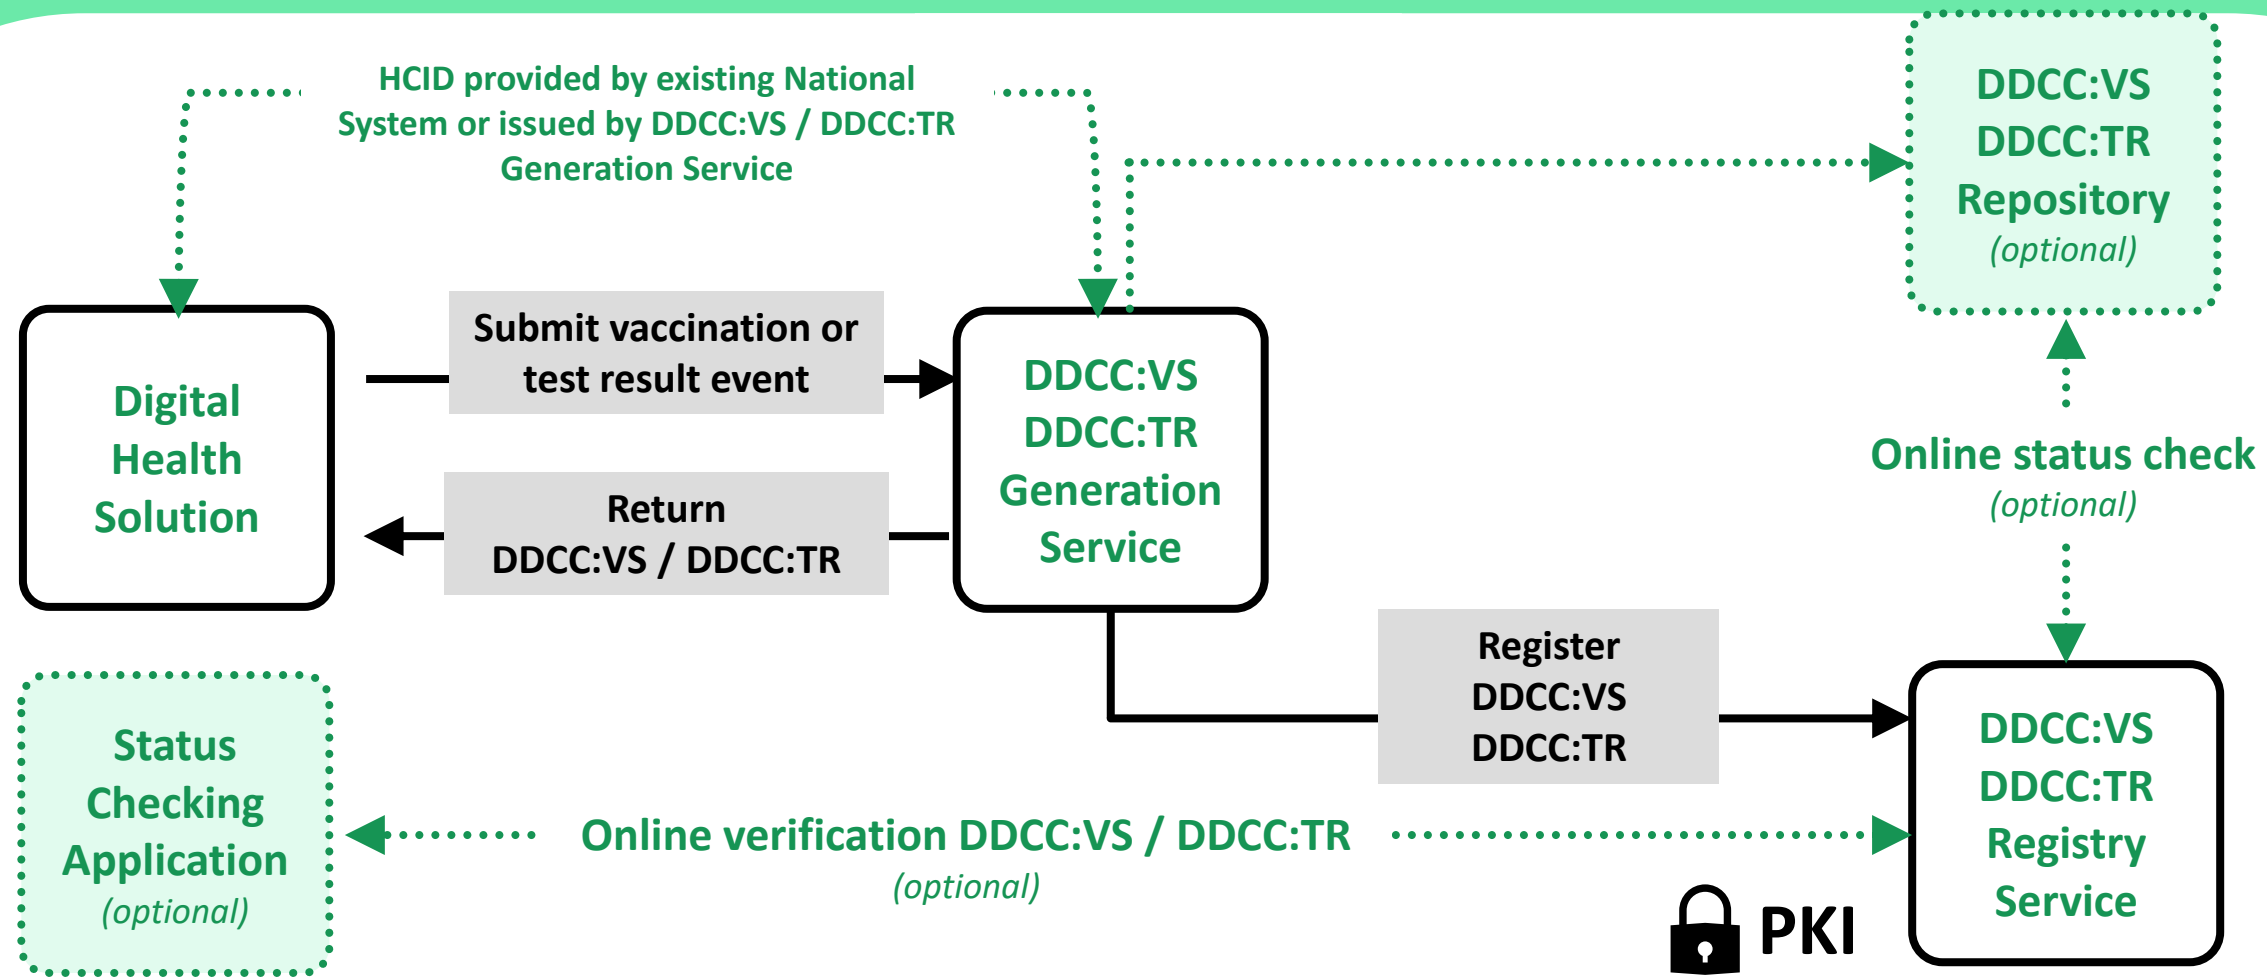 HCID provided by existing National
System or issued by DDCC:VS / DDCC:TR
Generation Service
DDCC:VS
DDCC:TR
Repository
(optional)
Digital
Health
Solution
Submit vaccination or
test result event
Return
DDCC:VS / DDCC:TR
DDCC:VS
DDCC:TR
Generation
Service
Online status check
(optional)
Register
DDCC:VS
DDCC:TR
Status
Checking
Application
(optional)
Online verification DDCC:VS / DDCC:TR
(optional)
PKI
DDCC:VS
DDCC:TR
Registry
Service